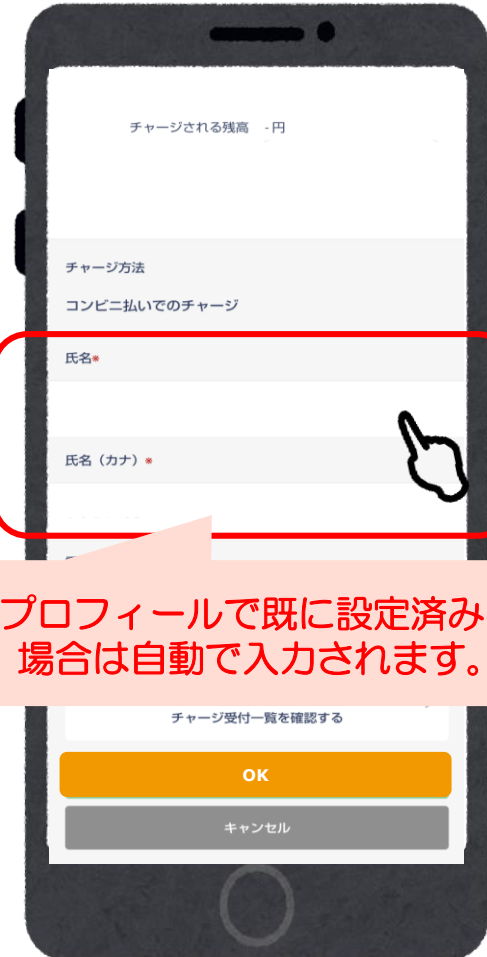 チャージされる残高 - 円
チャージ方法
コンビニ払いでのチャージ
氏名*
氏名（カナ）*
プロフィールで既に設定済み
場合は自動で入力されます。
チャージ受付一覧を確認する
OK
キャンセル